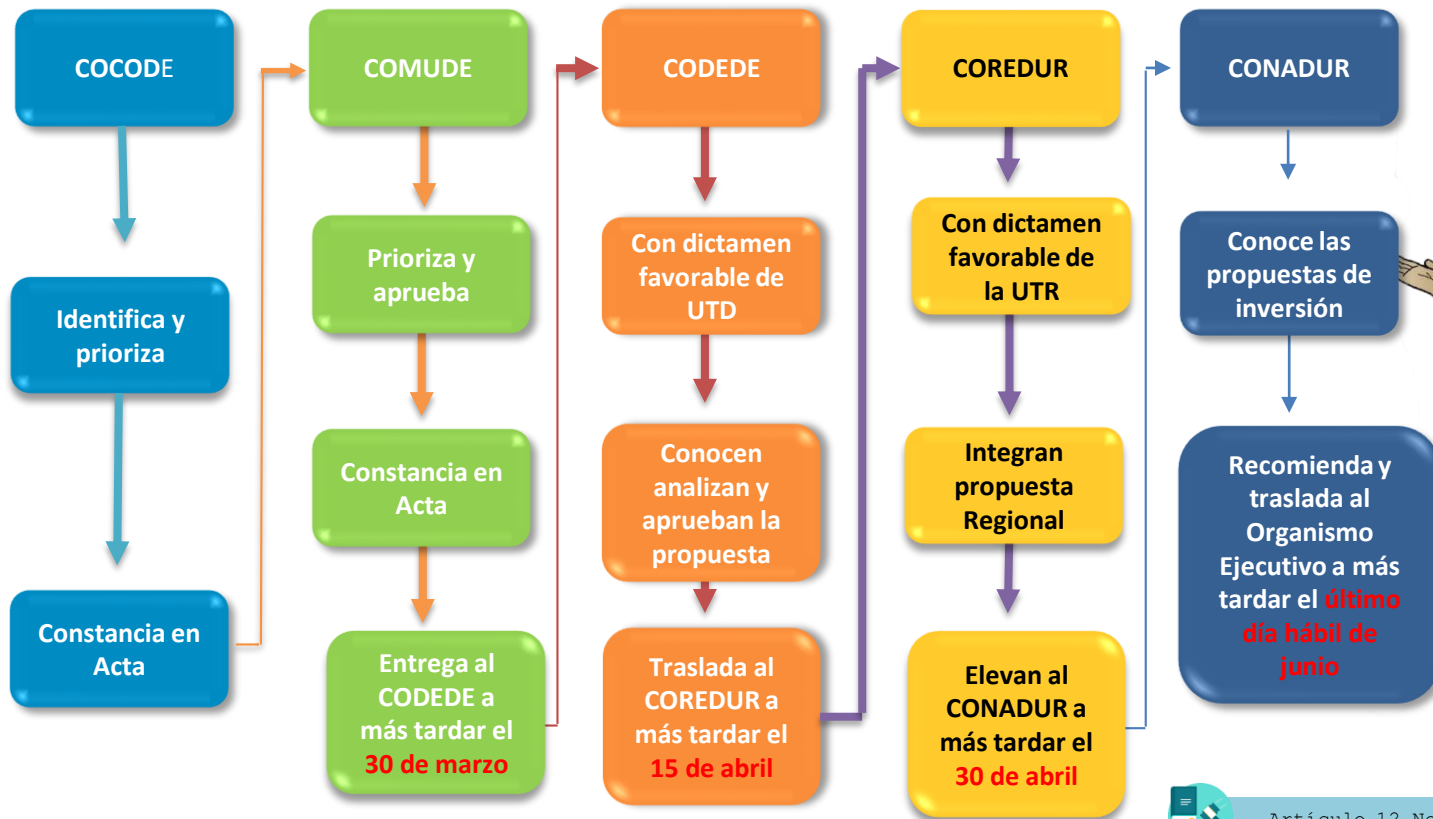 COCODE
Identifica y
prioriza
Constancia en
Acta
COMUDE
Prioriza y
aprueba
Constancia en
Acta
Entrega al
CODEDE a
más tardar el
30 de marzo
CODEDE
Con dictamen
favorable de
UTD
Conocen
analizan y
aprueban la
propuesta
Traslada al
COREDUR a
más tardar el
15 de abril
COREDUR
Con dictamen
favorable de
la UTR
Integran
propuesta
Regional
Elevan al
CONADUR a
más tardar el
30 de abril
CONADUR
Conoce las
propuestas de
inversión
Recomienda y
traslada al
Organismo
Ejecutivo a más
tardar el último
día hábil de
junio
Artículo 12